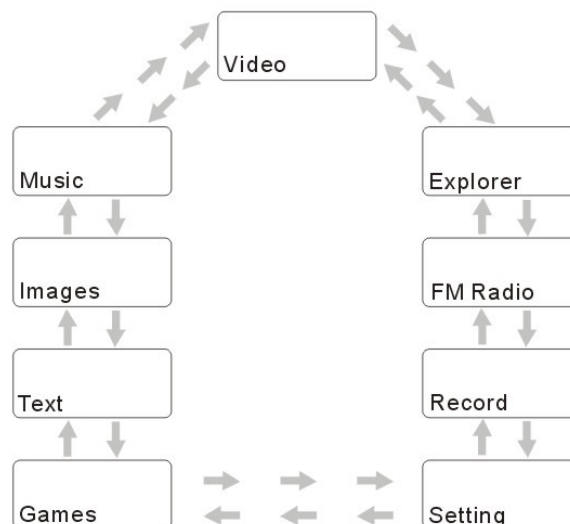 Video
Music
Explorer
Images
FM Radio
Text
Record
Games
Setting